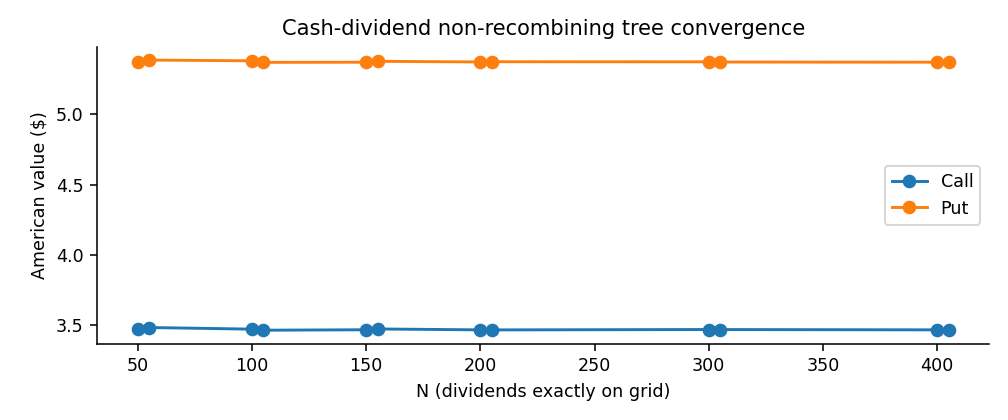 Cash-dividend non-recombining tree convergence
American value ($)
5.0
4.5
4.0
3.5
Call
Put
50
100
150
200
250
300
350
400
N (dividends exactly on grid)